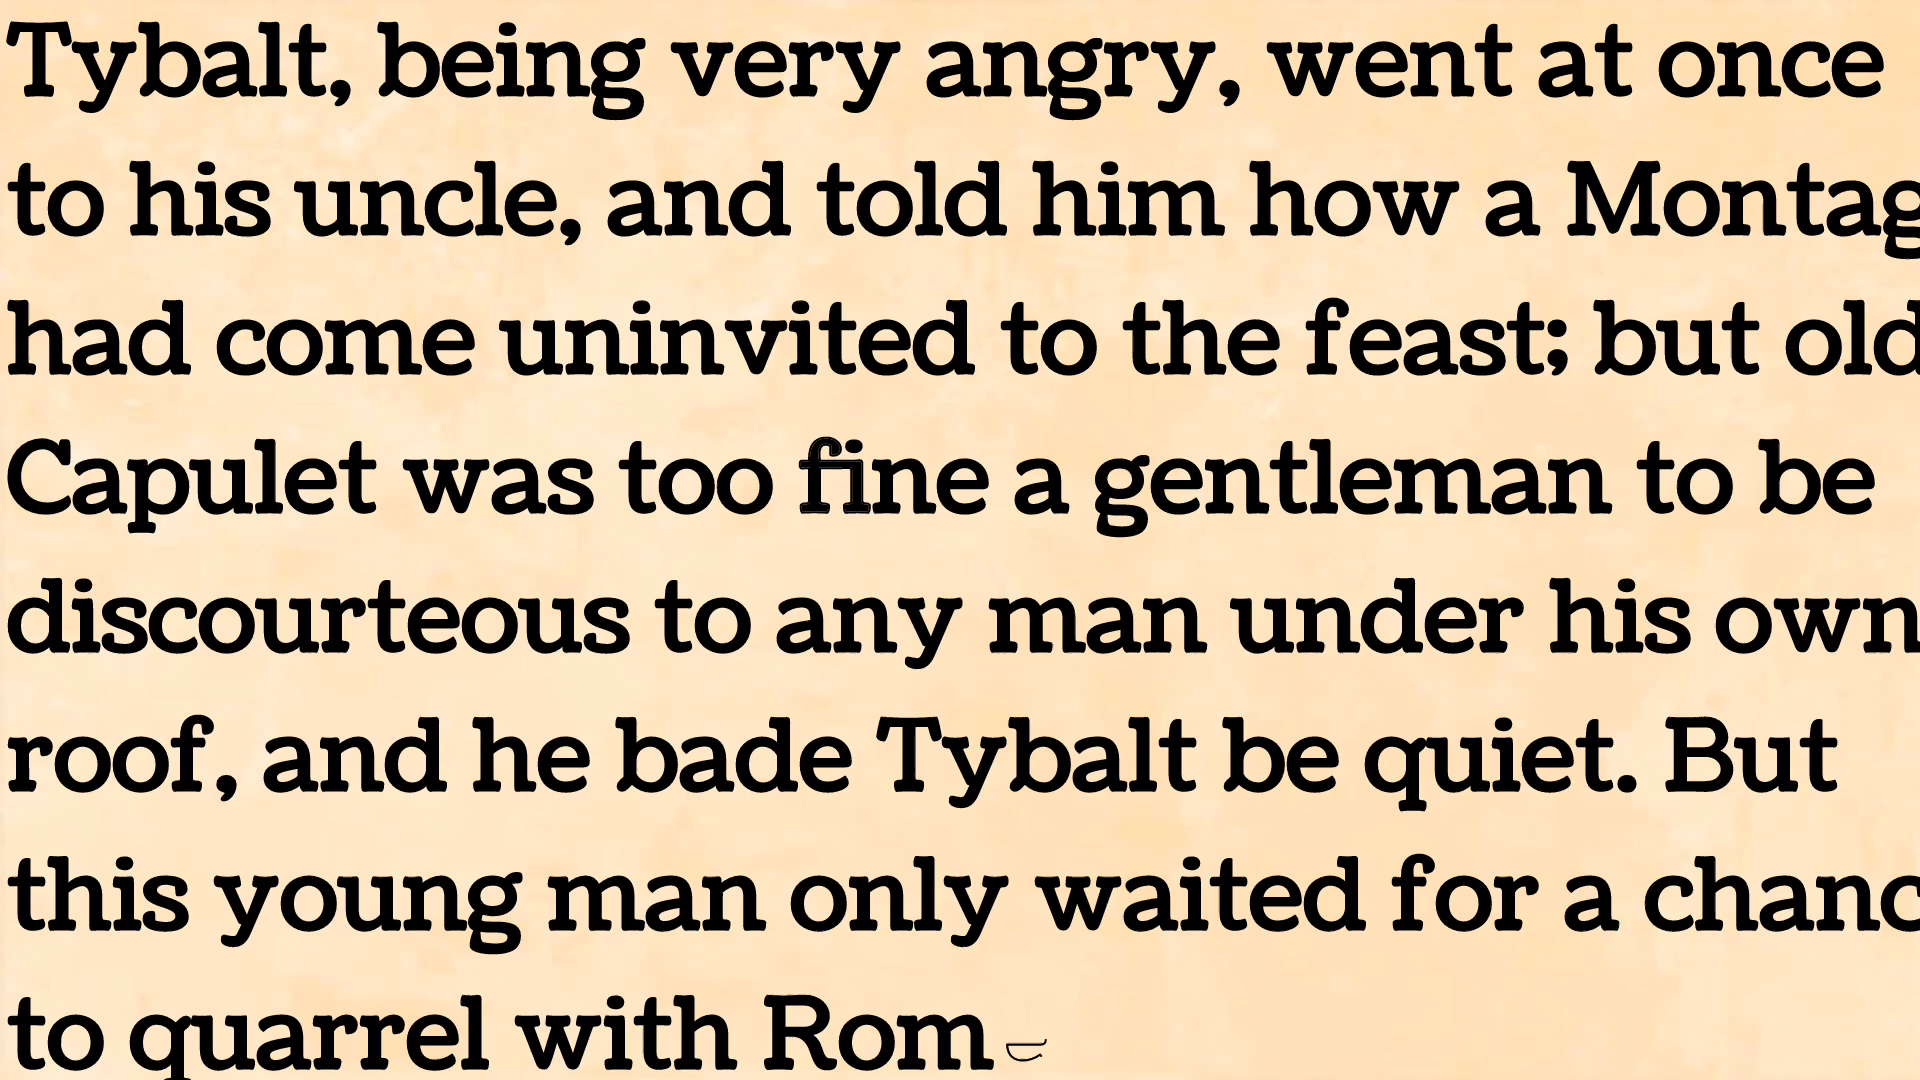 Tybalt, being very angry, went at once
to his uncle, and told him how a Montag
had come uninvited to the feast; but old
Capulet was too fine a gentleman to be
discourteous to any man under his own
roof, and he bade Tybalt be quiet. But
this young man only waited for a chanc
to quarrel with Rom